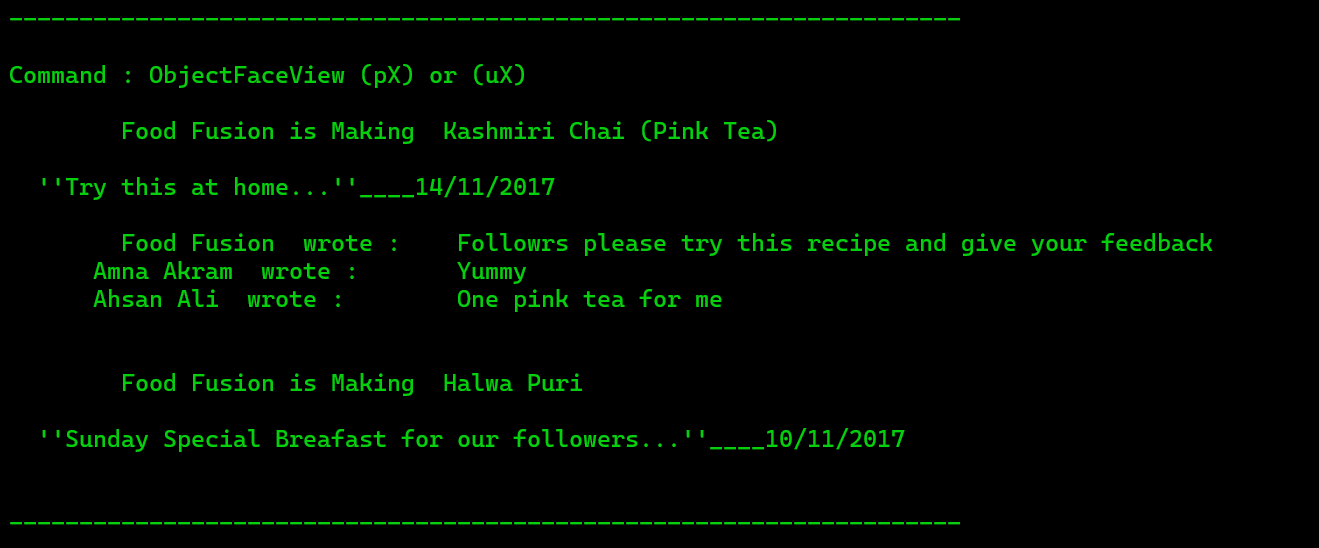 --------------------------------------------------------------------
Command : ObjectFaceView (pX) or (uX)
Food Fusion is Making  Kashmiri Chai (Pink Tea)
''Try this at home...''____14/11/2017
Food Fusion  wrote :    Followrs please try this recipe and give your feedback
Amna Akram  wrote :       Yummy
Ahsan Ali  wrote :        One pink tea for me
Food Fusion is Making  Halwa Puri
''Sunday Special Breafast for our followers...''____10/11/2017
--------------------------------------------------------------------